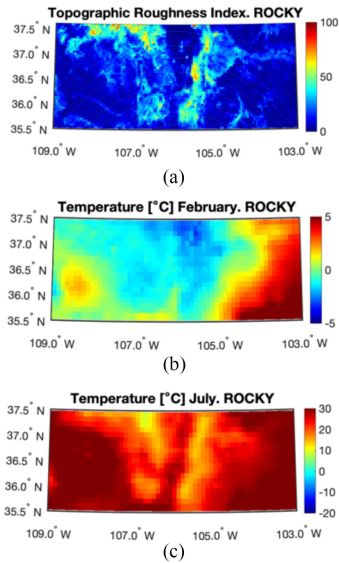 Topographic Roughness Index. ROCKY
37.5° N
37.0° N
36.5° N
36.0° N
35.5° N
109.0° W 107.0° W 105.0° W 103.0° W
100
50
0
(a)
Temperature [°C] February. ROCKY
37.5° N
37.0° N
36.5° N
36.0° N
35.5° N
109.0° W 107.0° W 105.0° W 103.0° W
5
0
-5
(b)
Temperature [°C] July. ROCKY
37.5° N
37.0° N
36.5° N
36.0° N
35.5° N
109.0° W 107.0° W 105.0° W 103.0° W
30
20
10
0
-10
-20
(c)